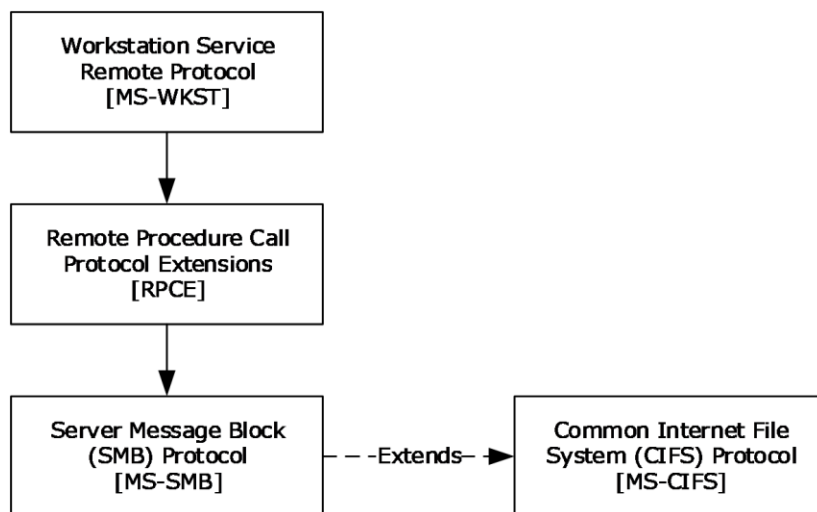 Workstation Service
Remote Protocol
[MS-WKST]
Remote Procedure Call
Protocol Extensions
[RPCE]
Server Message Block
(SMB) Protocol
[MS-SMB]
Extends
Common Internet File
System (CIFS) Protocol
[MS-CIFS]